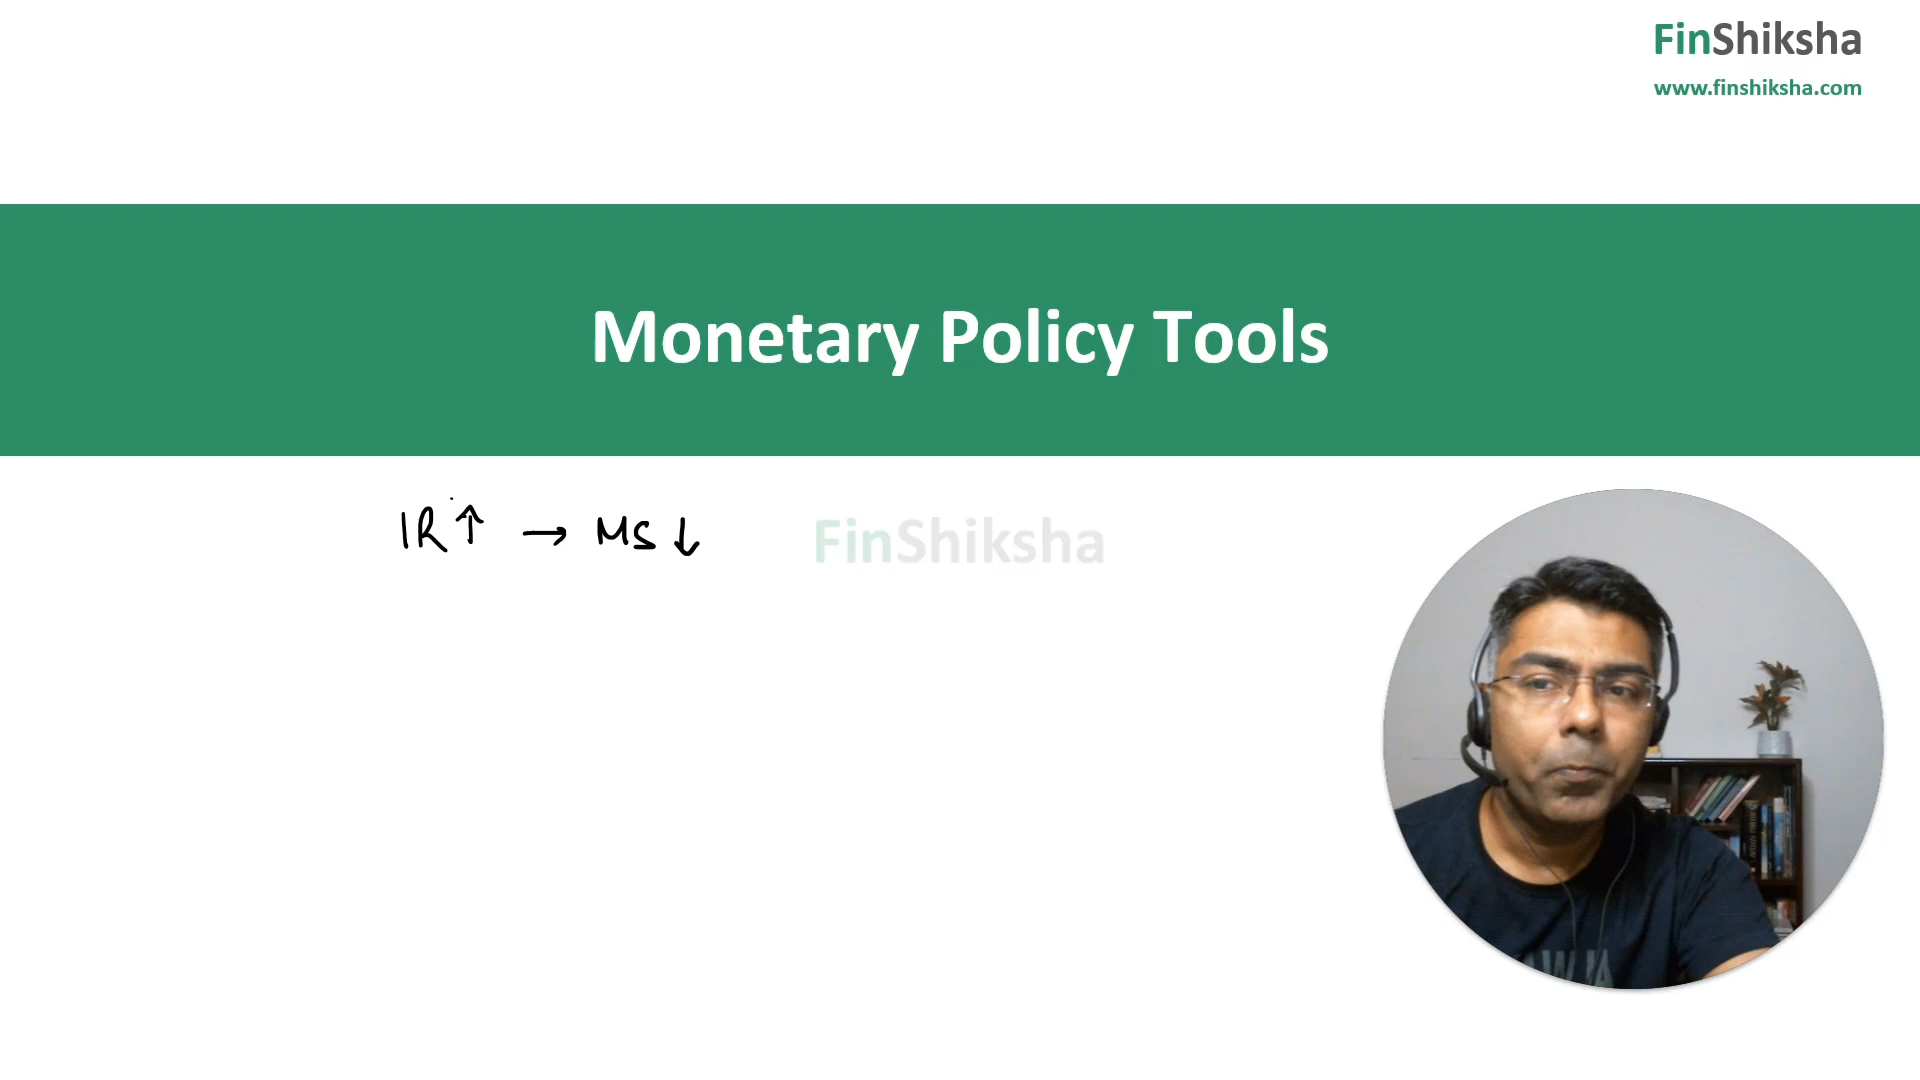 FinShiksha
www.finshiksha.com
Monetary Policy Tools
IR ↑ → MS ↓
FinShiksha